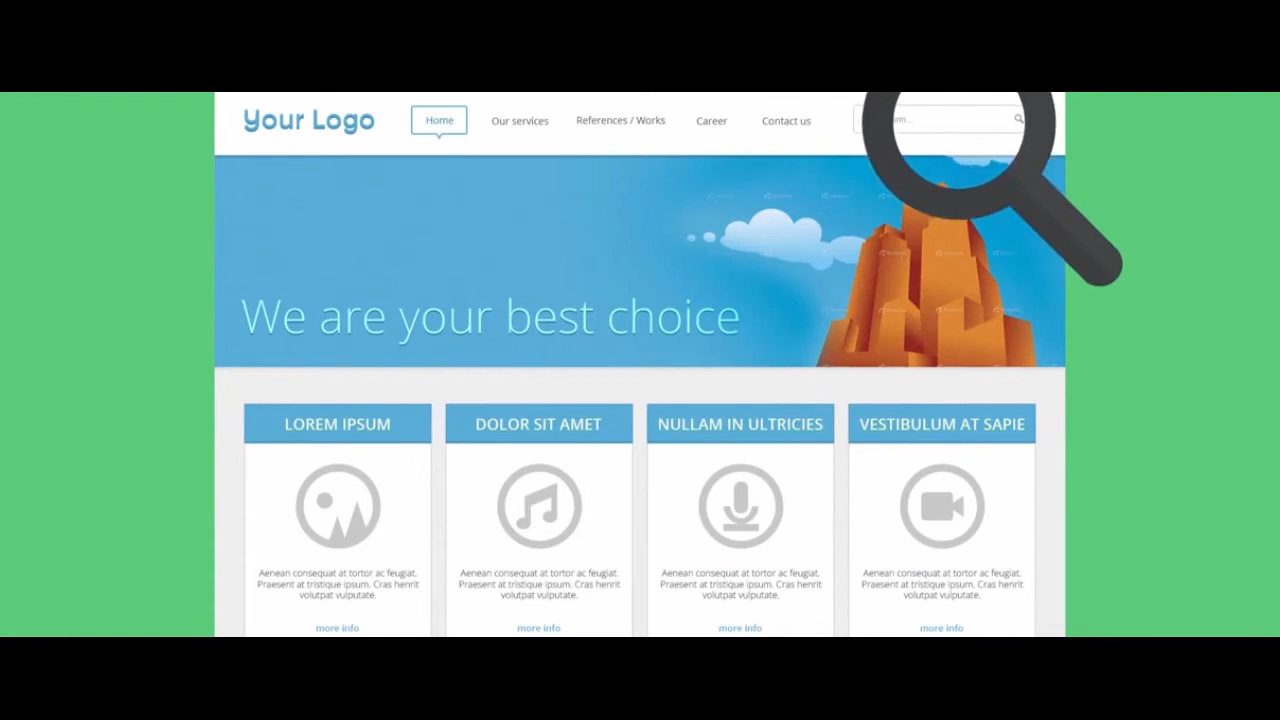 Your Logo
Home
Our services
References / Works
Career
Contact us
We are your best choice
LOREM IPSUM
DOLOR SIT AMET
NULLAM IN ULTRICIES
VESTIBULUM AT SAPIE
Aenean consequat at tortor ac feugiat.
Praesent at tristique ipsum. Cras henrit
volutpat vulputate.
Aenean consequat at tortor ac feugiat.
Praesent at tristique ipsum. Cras henrit
volutpat vulputate.
Aenean consequat at tortor ac feugiat.
Praesent at tristique ipsum. Cras henrit
volutpat vulputate.
Aenean consequat at tortor ac feugiat.
Praesent at tristique ipsum. Cras henrit
volutpat vulputate.
more info
more info
more info
more info